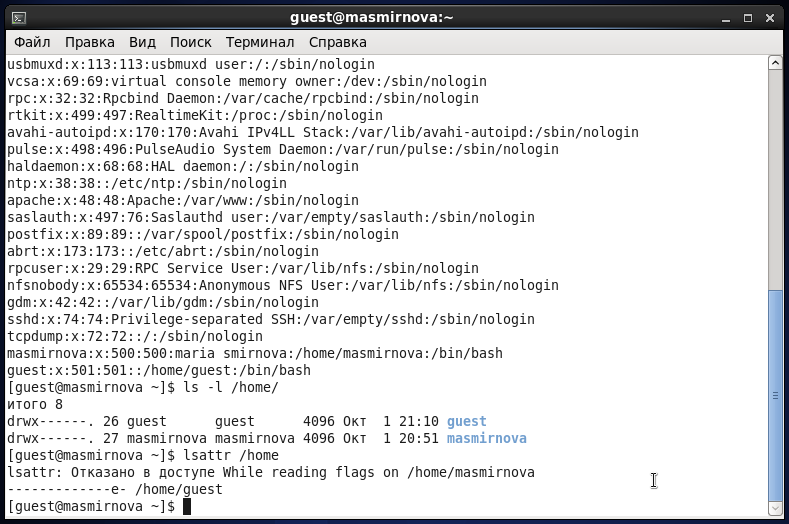 guest@masmirnova:~
Файл Правка Вид Поиск Терминал Справка
usbmuxd:x:113:113:usbmuxd user:/:/sbin/nologin
vcsa:x:69:69:virtual console memory owner:/dev:/sbin/nologin
rpc:x:32:32:Rpcbind Daemon:/var/cache/rpcbind:/sbin/nologin
rtkit:x:499:497:RealtimeKit:/proc:/sbin/nologin
avahi-autoipd:x:170:170:Avahi IPv4LL Stack:/var/lib/avahi-autoipd:/sbin/nologin
pulse:x:498:496:PulseAudio System Daemon:/var/run/pulse:/sbin/nologin
haldaemon:x:68:68:HAL daemon:/:/sbin/nologin
ntp:x:38:38::/etc/ntp:/sbin/nologin
apache:x:48:48:Apache:/var/www:/sbin/nologin
saslauth:x:497:76:Saslauthd user:/var/empty/saslauth:/sbin/nologin
postfix:x:89:89::/var/spool/postfix:/sbin/nologin
abrt:x:173:173::/etc/abrt:/sbin/nologin
rpcuser:x:29:29:RPC Service User:/var/lib/nfs:/sbin/nologin
nfsnobody:x:65534:65534:Anonymous NFS User:/var/lib/nfs:/sbin/nologin
gdm:x:42:42::/var/lib/gdm:/sbin/nologin
sshd:x:74:74:Privilege-separated SSH:/var/empty/sshd:/sbin/nologin
tcpdump:x:72:72::/:/sbin/nologin
masmirnova:x:500:500:maria smirnova:/home/masmirnova:/bin/bash
guest:x:501:501::/home/guest:/bin/bash
[guest@masmirnova ~]$ ls -l /home/
итого 8
drwx------. 26 guest      guest      4096 Окт  1 21:10 guest
drwx------. 27 masmirnova masmirnova 4096 Окт  1 20:51 masmirnova
[guest@masmirnova ~]$ lsattr /home
lsattr: Отказано в доступе While reading flags on /home/masmirnova
-------------e- /home/guest
[guest@masmirnova ~]$